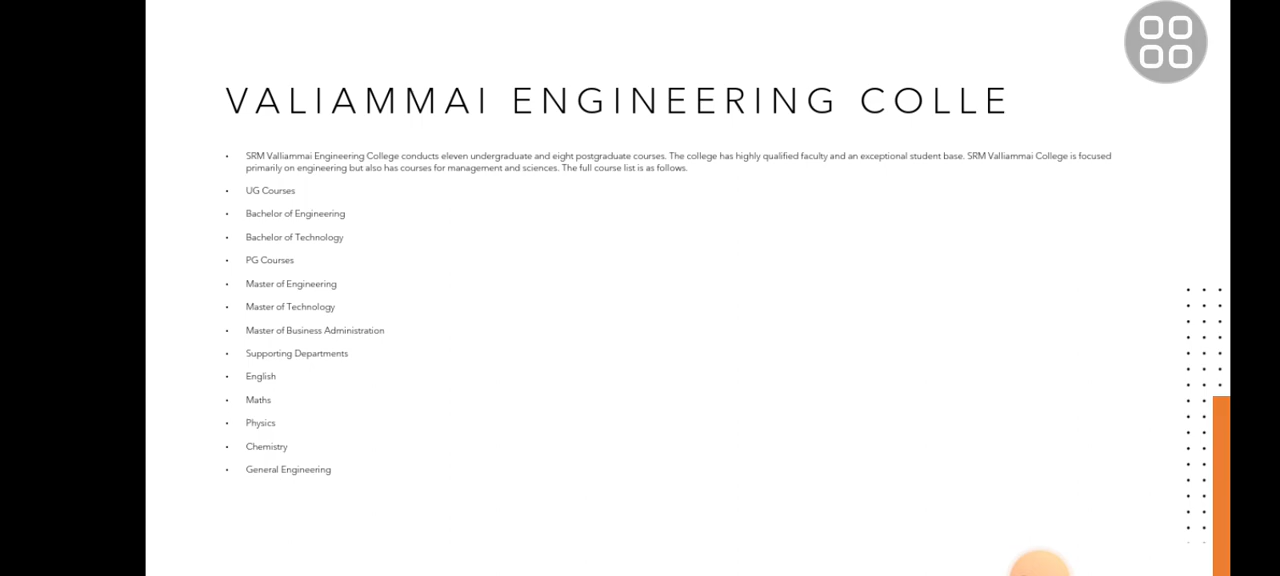 VALIAMMAI ENGINEERING COLLE
• SRM Valliammai Engineering College conducts eleven undergraduate and eight postgraduate courses. The college has highly qualified faculty and an exceptional student base. SRM Valliammai College is focused
primarily on engineering but also has courses for management and sciences. The full course list is as follows.
• UG Courses
• Bachelor of Engineering
• Bachelor of Technology
• PG Courses
• Master of Engineering
• Master of Technology
• Master of Business Administration
• Supporting Departments
• English
• Maths
• Physics
• Chemistry
• General Engineering